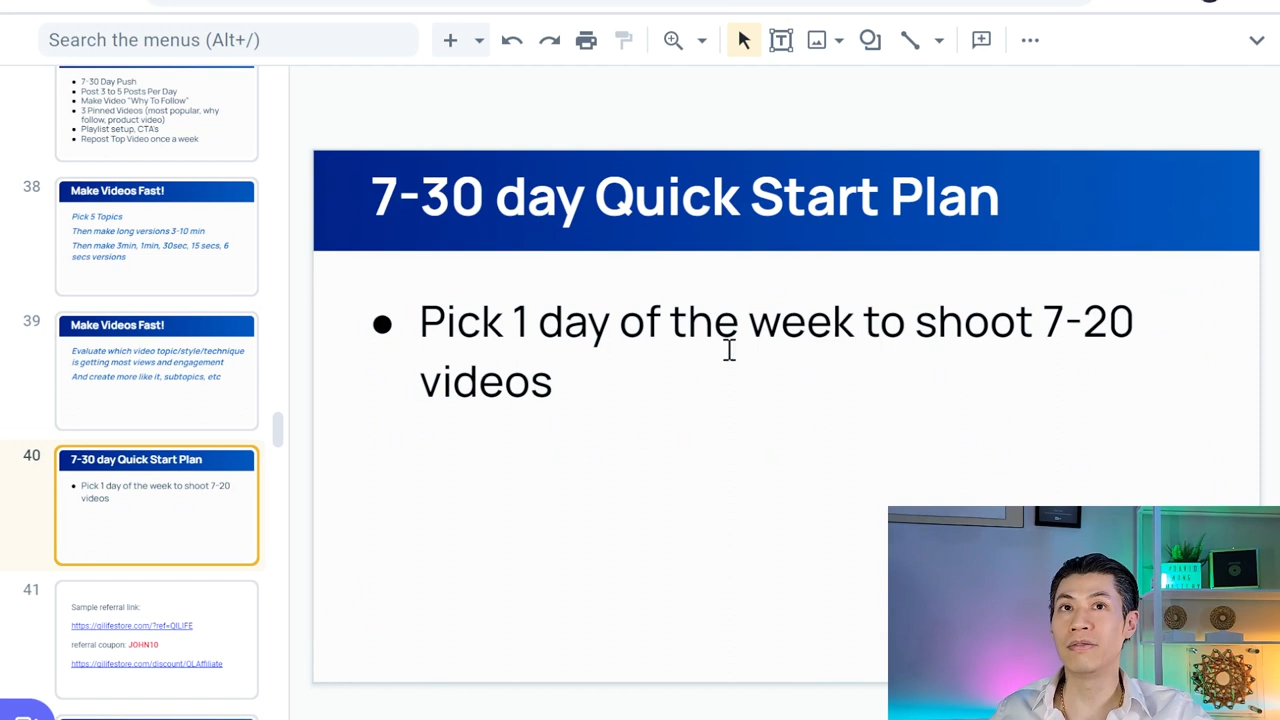 Search the menus (Alt+/)
7-30 Day Push
Post 3 to 5 Posts Per Day
Make Video "Why To Follow"
3 Pinned Videos (most popular, why
follow, product video)
Playlist setup, CTA's
Repost Top Video once a week
38
Make Videos Fast!
Pick 5 Topics
Then make long versions 3-10 min
Then make 3min, 1min, 30sec, 15 secs, 6
secs versions
39
Make Videos Fast!
Evaluate which video topic/style/technique
is getting most views and engagement
And create more like it, subtopics, etc
40
7-30 day Quick Start Plan
Pick 1 day of the week to shoot 7-20
videos
41
Sample referral link:
https://qilifestore.com/?ref=QILIFE
referral coupon: JOHN10
https://qilifestore.com/discount/QLAffiliate
7-30 day Quick Start Plan
Pick 1 day of the week to shoot 7-20
videos